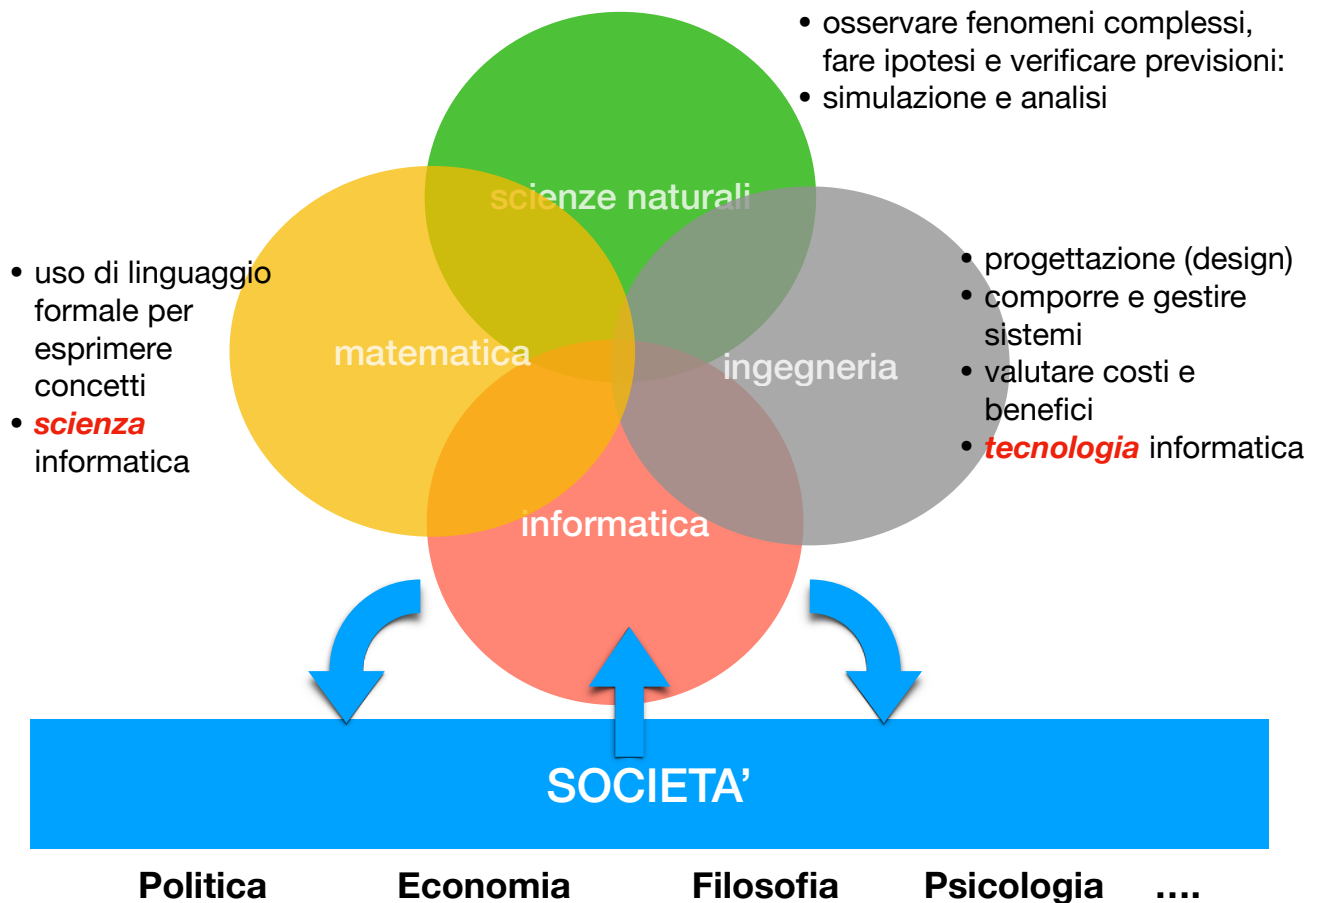 • osservare fenomeni complessi,
fare ipotesi e verificare previsioni:
• simulazione e analisi
scienze naturali
• uso di linguaggio
formale per
esprimere
concetti
• scienza
informatica
matematica
ingegneria
• progettazione (design)
• comporre e gestire
sistemi
• valutare costi e
benefici
• tecnologia informatica
informatica
SOCIETA’
Politica Economia Filosofia Psicologia ....